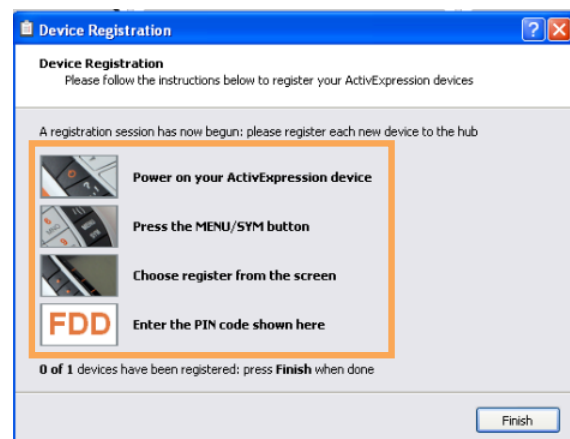 Device Registration
Device Registration
Please follow the instructions below to register your ActivExpression devices
A registration session has now begun: please register each new device to the hub
Power on your ActivExpression device
Press the MENU/SYM button
Choose register from the screen
FDD
Enter the PIN code shown here
0 of 1 devices have been registered: press Finish when done
Finish